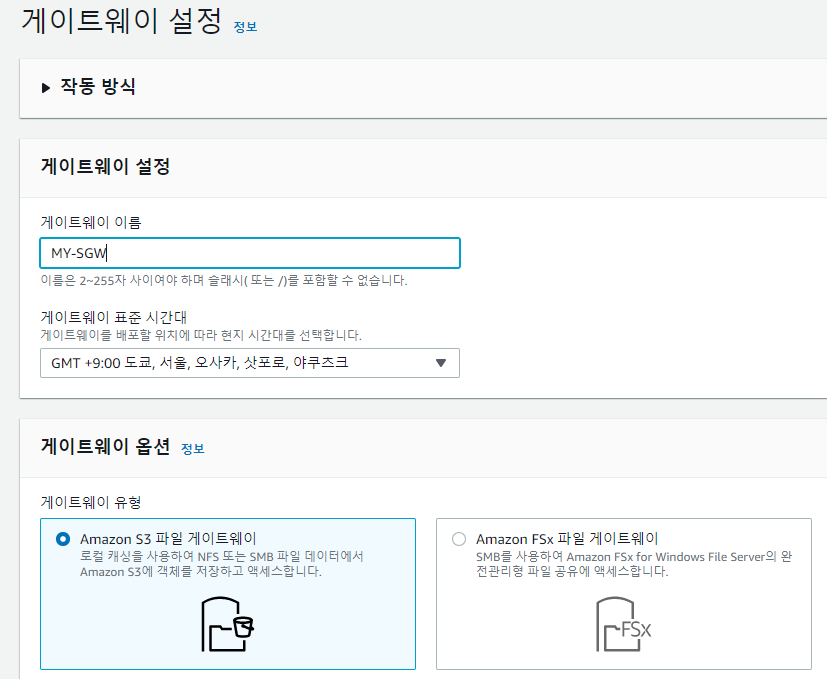 게이트웨이 설정 정보
작동 방식
게이트웨이 설정
게이트웨이 이름
MY-SGW
이름은 2~255자 사이여야 하며 슬래시( 또는 /)를 포함할 수 없습니다.
게이트웨이 표준 시간대
게이트웨이를 배포할 위치에 따라 현지 시간대를 선택합니다.
GMT +9:00 도쿄, 서울, 오사카, 삿포로, 야쿠츠크
게이트웨이 옵션 정보
게이트웨이 유형
Amazon S3 파일 게이트웨이
로컬 캐싱을 사용하여 NFS 또는 SMB 파일 데이터에서
Amazon S3에 객체를 저장하고 액세스합니다.
Amazon FSx 파일 게이트웨이
SMB를 사용하여 Amazon FSx for Windows File Server의 완
전관리형 파일 공유에 액세스합니다.
FSx